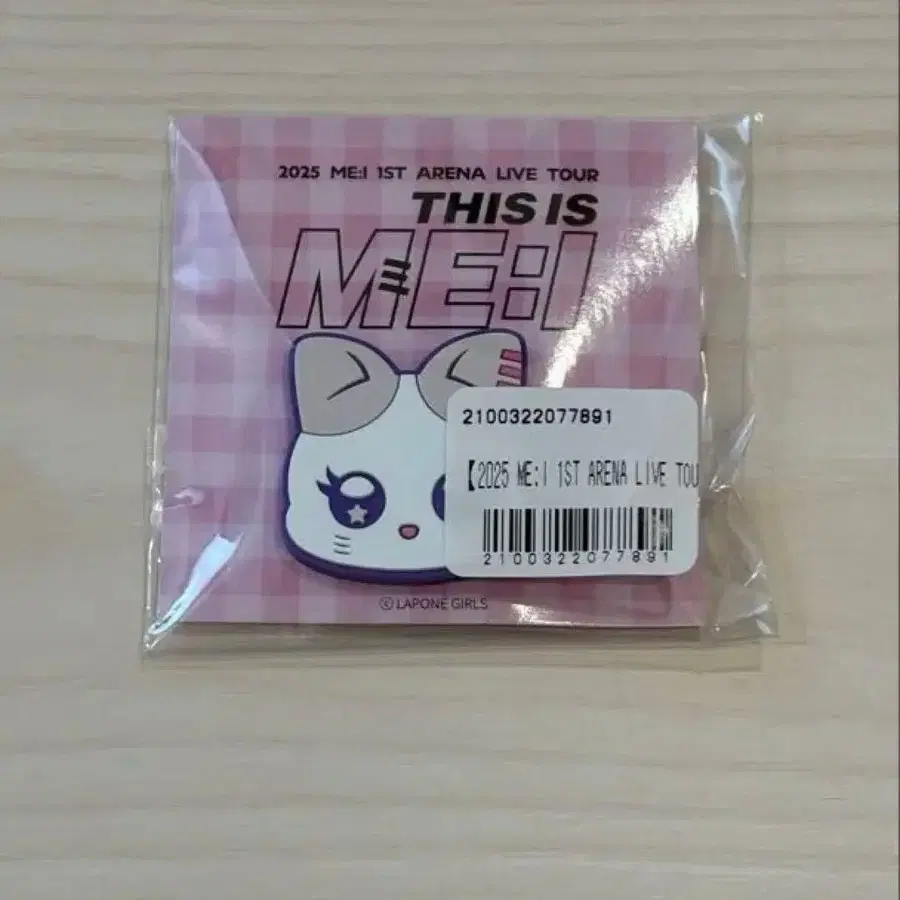 2025 ME:I 1ST ARENA LIVE TOUR
THIS IS
ME:I
2100322077891
【2025 ME:I 1ST ARENA LIVE TOU
2100322077891
© LAPONE GIRLS